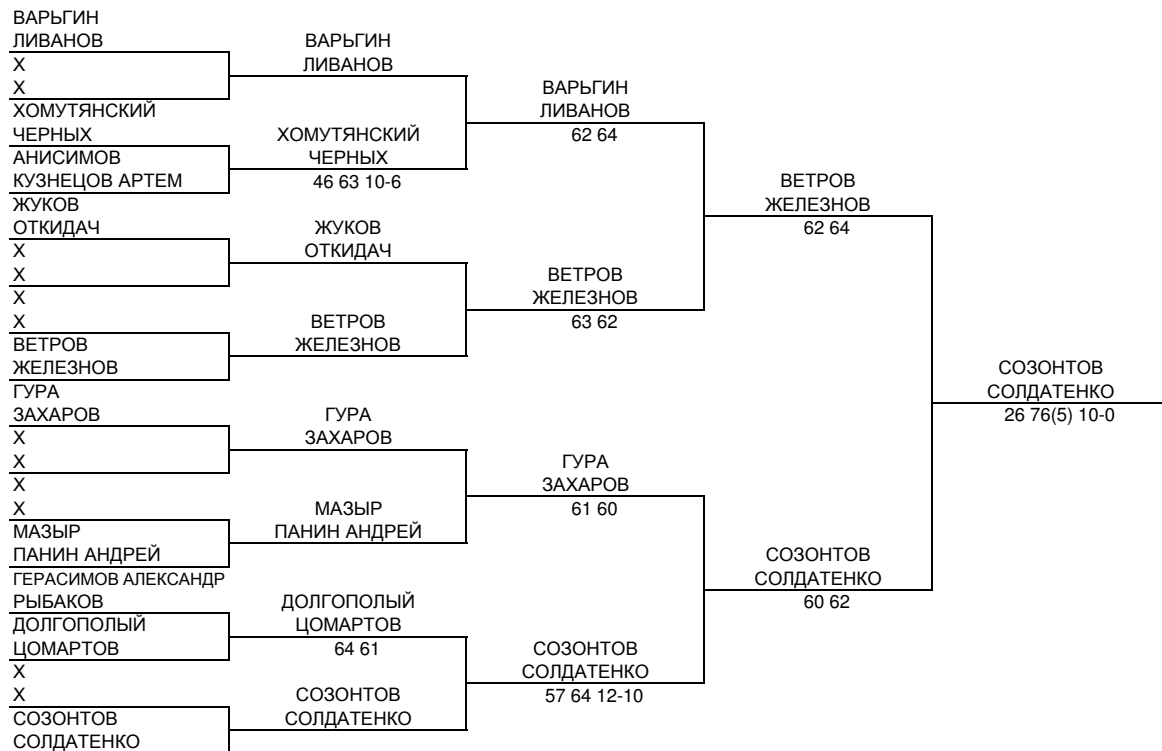 ВАРЬГИН
ЛИВАНОВ
Х
Х
ХОМУТЯНСКИЙ
ЧЕРНЫХ
АНИСИМОВ
КУЗНЕЦОВ АРТЕМ
ЖУКОВ
ОТКИДАЧ
Х
Х
Х
Х
ВЕТРОВ
ЖЕЛЕЗНОВ
ГУРА
ЗАХАРОВ
Х
Х
Х
Х
МАЗЫР
ПАНИН АНДРЕЙ
ГЕРАСИМОВ АЛЕКСАНДР
РЫБАКОВ
ДОЛГОПОЛЫЙ
ЦОМАРТОВ
Х
Х
СОЗОНТОВ
СОЛДАТЕНКО
ВАРЬГИН
ЛИВАНОВ
ХОМУТЯНСКИЙ
ЧЕРНЫХ
46 63 10-6
ЖУКОВ
ОТКИДАЧ
ВЕТРОВ
ЖЕЛЕЗНОВ
ГУРА
ЗАХАРОВ
МАЗЫР
ПАНИН АНДРЕЙ
ДОЛГОПОЛЫЙ
ЦОМАРТОВ
64 61
СОЗОНТОВ
СОЛДАТЕНКО
ВАРЬГИН
ЛИВАНОВ
62 64
ВЕТРОВ
ЖЕЛЕЗНОВ
63 62
ГУРА
ЗАХАРОВ
61 60
СОЗОНТОВ
СОЛДАТЕНКО
57 64 12-10
ВЕТРОВ
ЖЕЛЕЗНОВ
62 64
СОЗОНТОВ
СОЛДАТЕНКО
60 62
СОЗОНТОВ
СОЛДАТЕНКО
26 76(5) 10-0